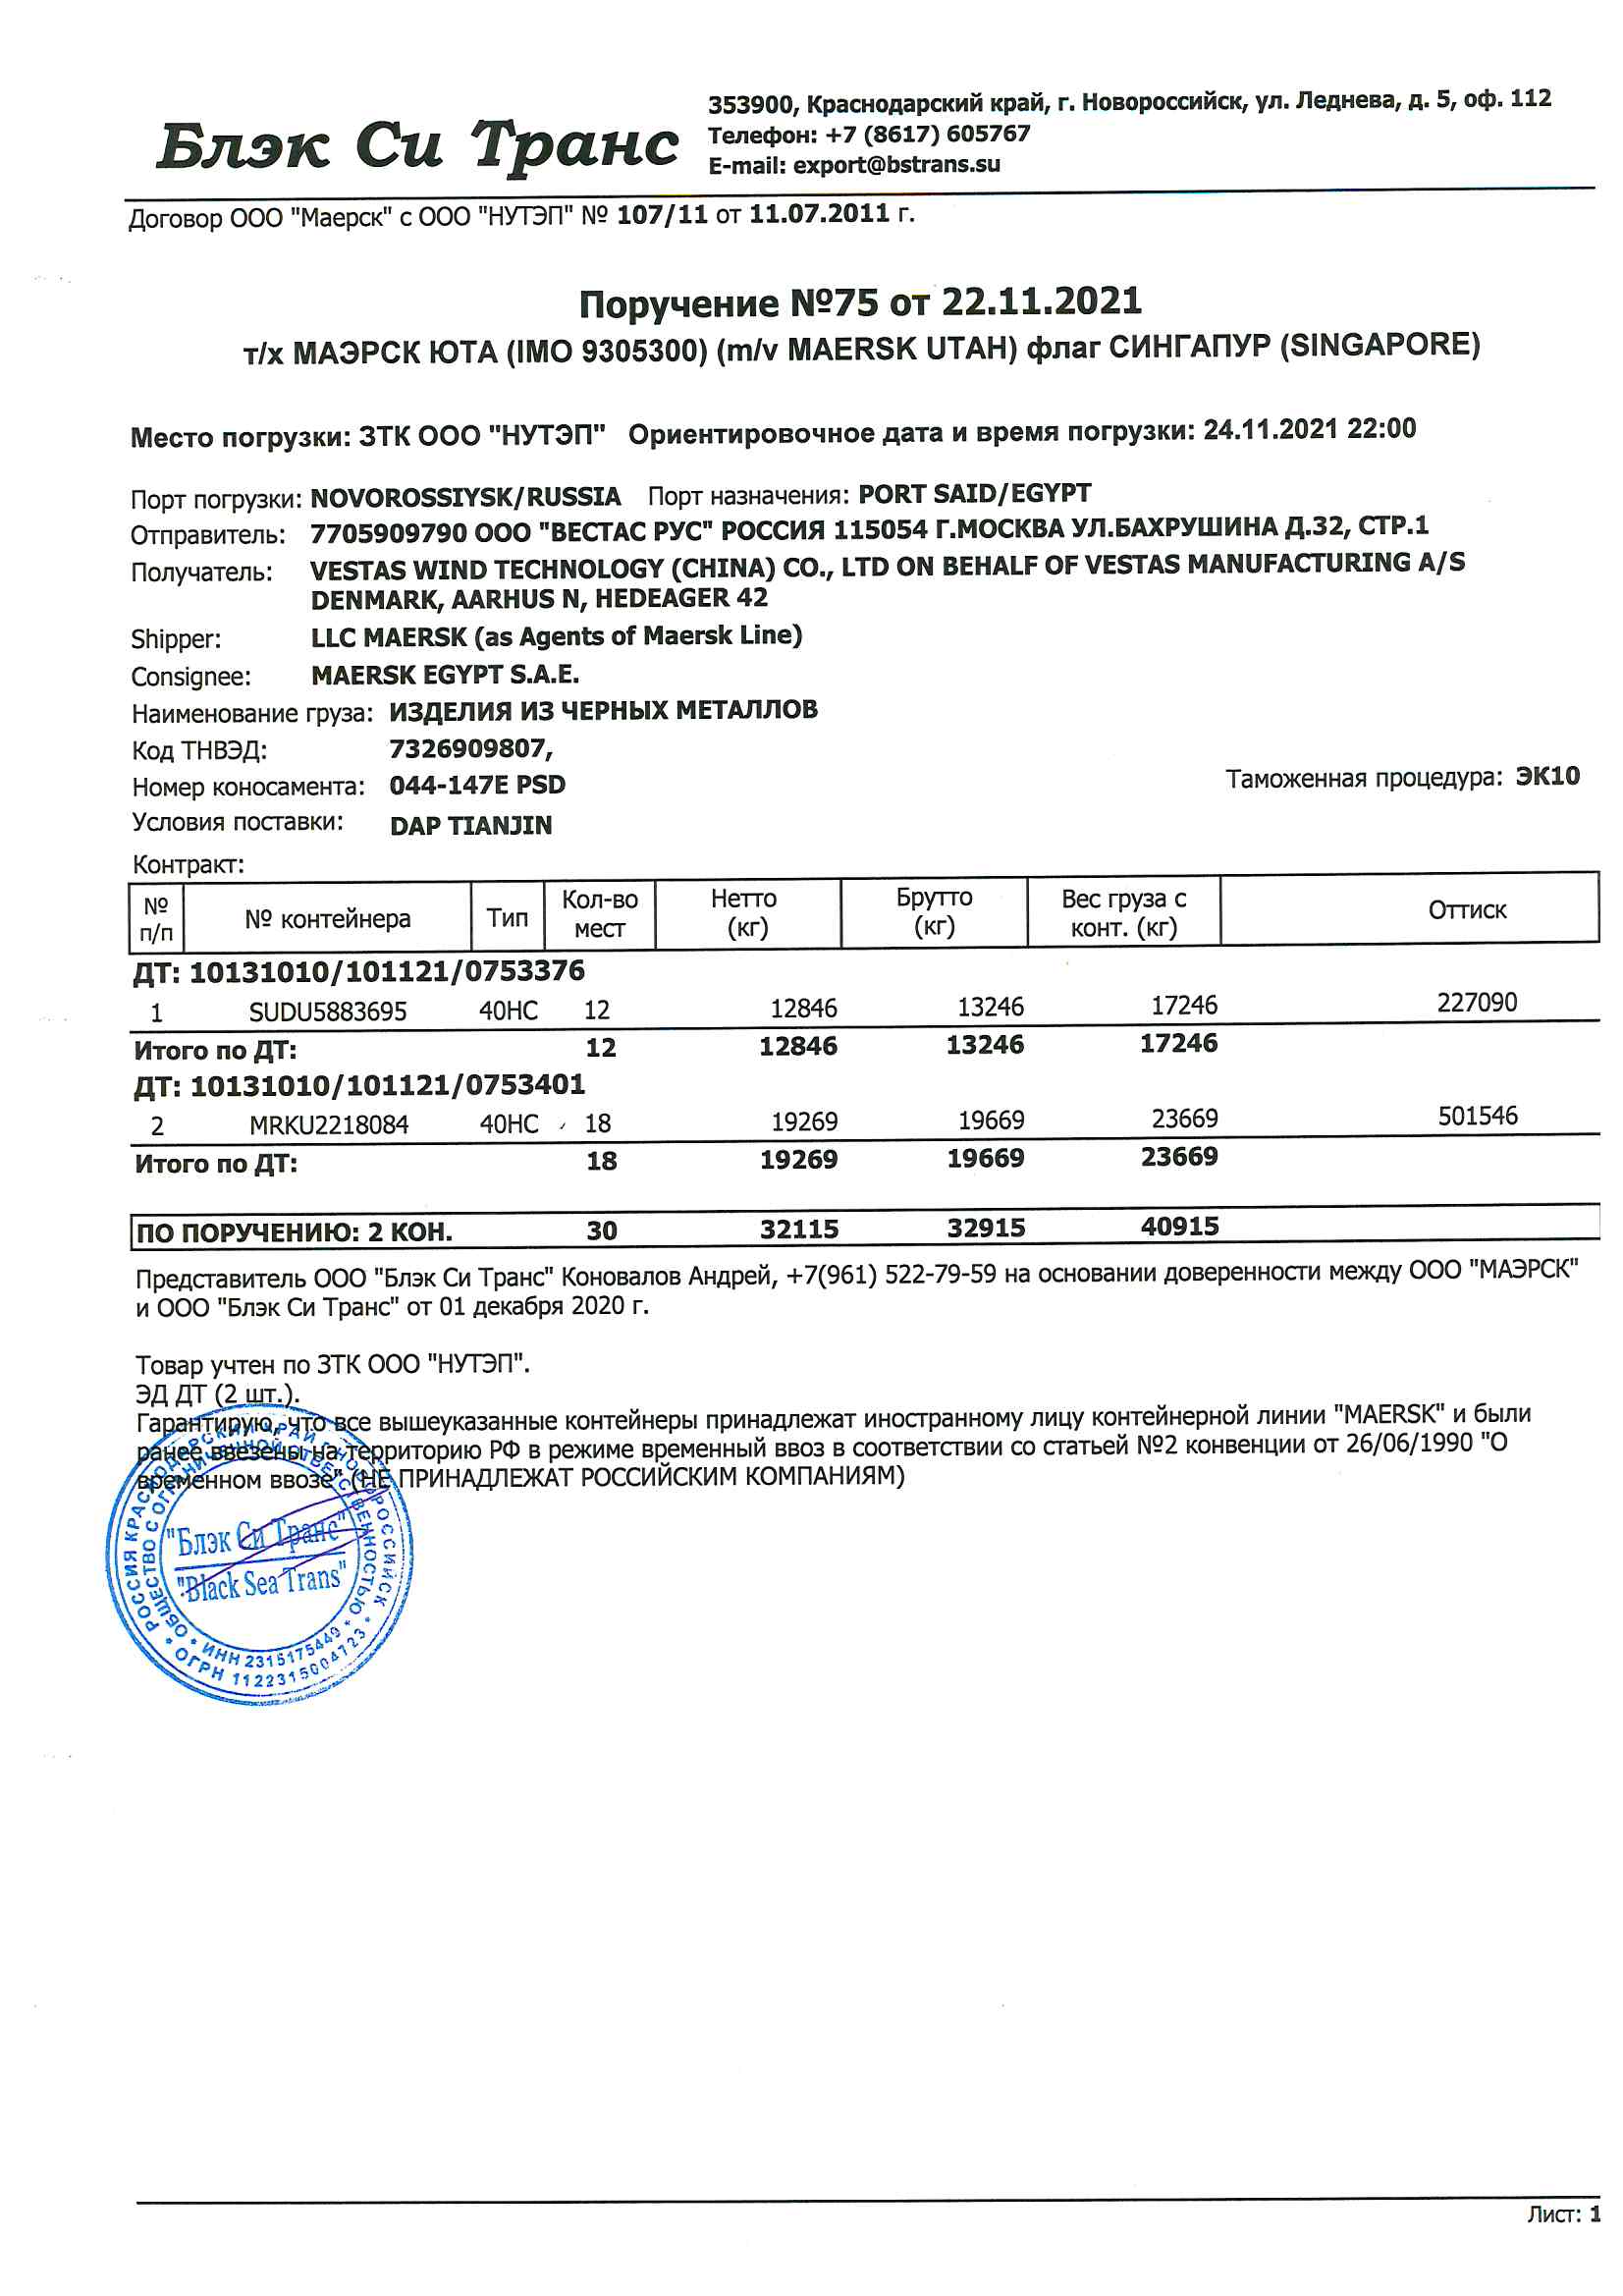 Блэк Си Транс
353900, Краснодарский край, г. Новороссийск, ул. Леднева, д. 5, оф. 112
Телефон: +7 (8617) 605767
E-mail: export@bstrans.su
Договор ООО "Маерск" с ООО "НУТЭП" № 107/11 от 11.07.2011 г.
Поручение №75 от 22.11.2021
т/х МАЭРСК ЮТА (IMO 9305300) (m/v MAERSK UTAH) флаг СИНГАПУР (SINGAPORE)
Место погрузки: ЗТК ООО "НУТЭП" Ориентировочное дата и время погрузки: 24.11.2021 22:00
Порт погрузки: NOVOROSSIYSK/RUSSIA Порт назначения: PORT SAID/EGYPT
Отправитель: 7705909790 ООО "ВЕСТАС РУС" РОССИЯ 115054 Г.МОСКВА УЛ.БАХРУШИНА Д.32, СТР.1
Получатель: VESTAS WIND TECHNOLOGY (CHINA) CO., LTD ON BEHALF OF VESTAS MANUFACTURING A/S
DENMARK, AARHUS N, HEDEAGER 42
Shipper: LLC MAERSK (as Agents of Maersk Line)
Consignee: MAERSK EGYPT S.A.E.
Наименование груза: ИЗДЕЛИЯ ИЗ ЧЕРНЫХ МЕТАЛЛОВ
Код ТНВЭД: 7326909807,
Номер коносамента: 044-147E PSD Таможенная процедура: ЭК10
Условия поставки: DAP TIANJIN
Контракт:
№ п/п № контейнера Тип Кол-во мест Нетто (кг) Брутто (кг) Вес груза с конт. (кг) Оттиск
ДТ: 10131010/101121/0753376
1 SUDU5883695 40HC 12 12846 13246 17246 227090
Итого по ДТ: 12 12846 13246 17246
ДТ: 10131010/101121/0753401
2 MRKU2218084 40HC 18 19269 19669 23669 501546
Итого по ДТ: 18 19269 19669 23669
ПО ПОРУЧЕНИЮ: 2 КОН. 30 32115 32915 40915
Представитель ООО "Блэк Си Транс" Коновалов Андрей, +7(961) 522-79-59 на основании доверенности между ООО "МАЭРСК"
и ООО "Блэк Си Транс" от 01 декабря 2020 г.
Товар учтен по ЗТК ООО "НУТЭП".
ЭД ДТ (2 шт.).
Гарантирую, что все вышеуказанные контейнеры принадлежат иностранному лицу контейнерной линии "MAERSK" и были
ранее ввезены на территорию РФ в режиме временный ввоз в соответствии со статьей №2 конвенции от 26/06/1990 "О
временном ввозе" (НЕ ПРИНАДЛЕЖАТ РОССИЙСКИМ КОМПАНИЯМ)
РОССИЯ КРАСНОДАРСКИЙ КРАЙ Г. НОВОРОССИЙСК
ОБЩЕСТВО С ОГРАНИЧЕННОЙ ОТВЕТСТВЕННОСТЬЮ
"Блэк Си Транс"
"Black Sea Trans"
* ИНН 2315175449 *
* ОГРН 1122315004723 *
Лист: 1